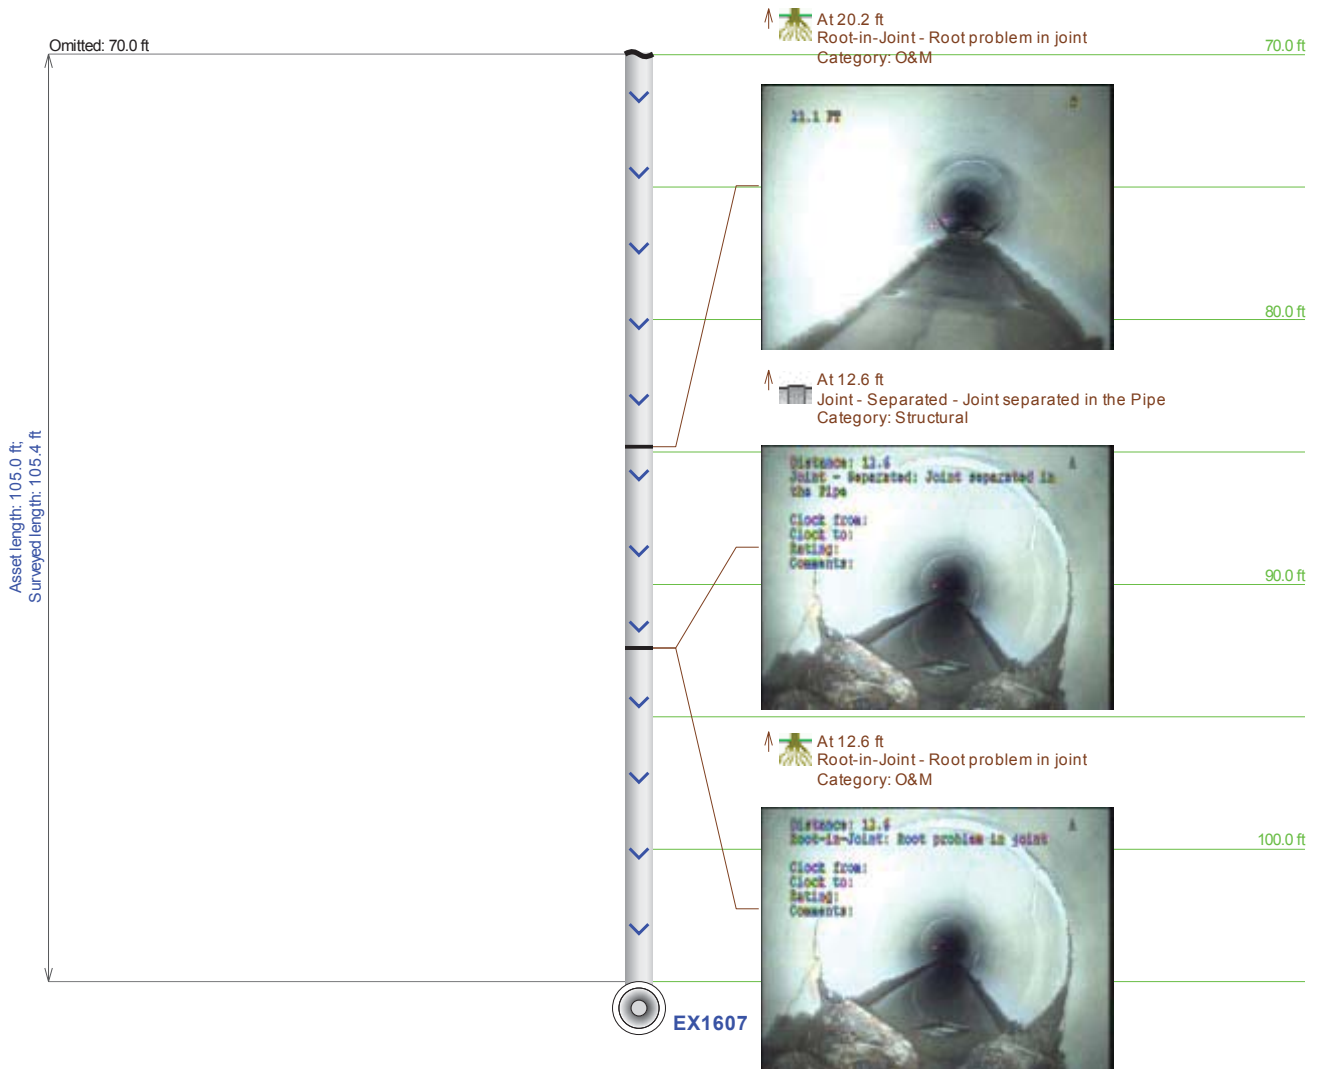 Omitted: 70.0 ft
At 20.2 ft
Root-in-Joint - Root problem in joint
Category: O&M
70.0 ft
21.1 FT
80.0 ft
At 12.6 ft
Joint - Separated - Joint separated in the Pipe
Category: Structural
Distance: 12.6
Joint - Separated: Joint separated in
the Pipe
Clock from:
Clock to:
Rating:
Comments:
Asset length: 105.0 ft;
Surveyed length: 105.4 ft
90.0 ft
At 12.6 ft
Root-in-Joint - Root problem in joint
Category: O&M
Distance: 12.6
Root-in-Joint: Root problem in joint
Clock from:
Clock to:
Rating:
Comments:
100.0 ft
EX1607